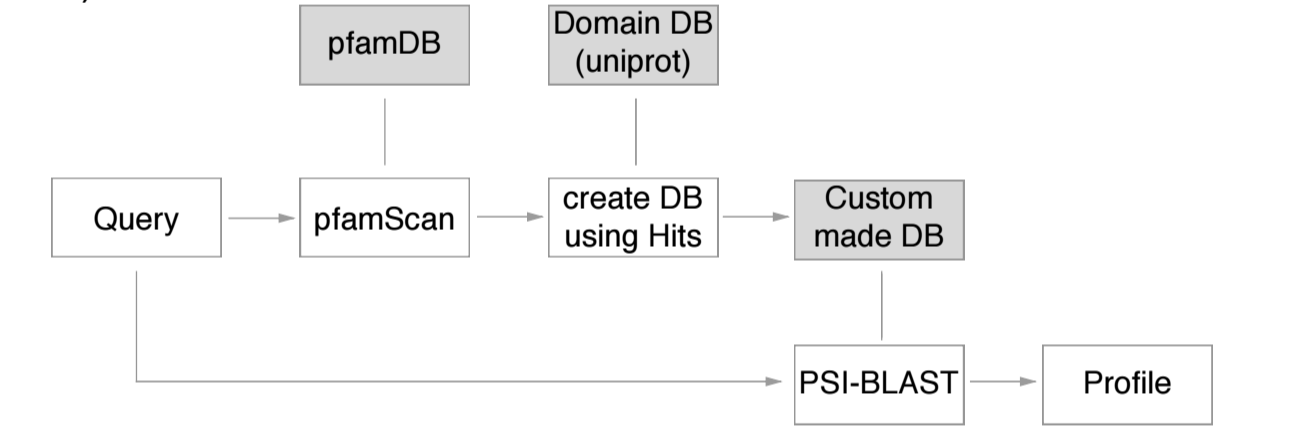 pfamDB
Domain DB
(uniprot)
Query
pfamScan
create DB
using Hits
Custom
made DB
PSI-BLAST
Profile